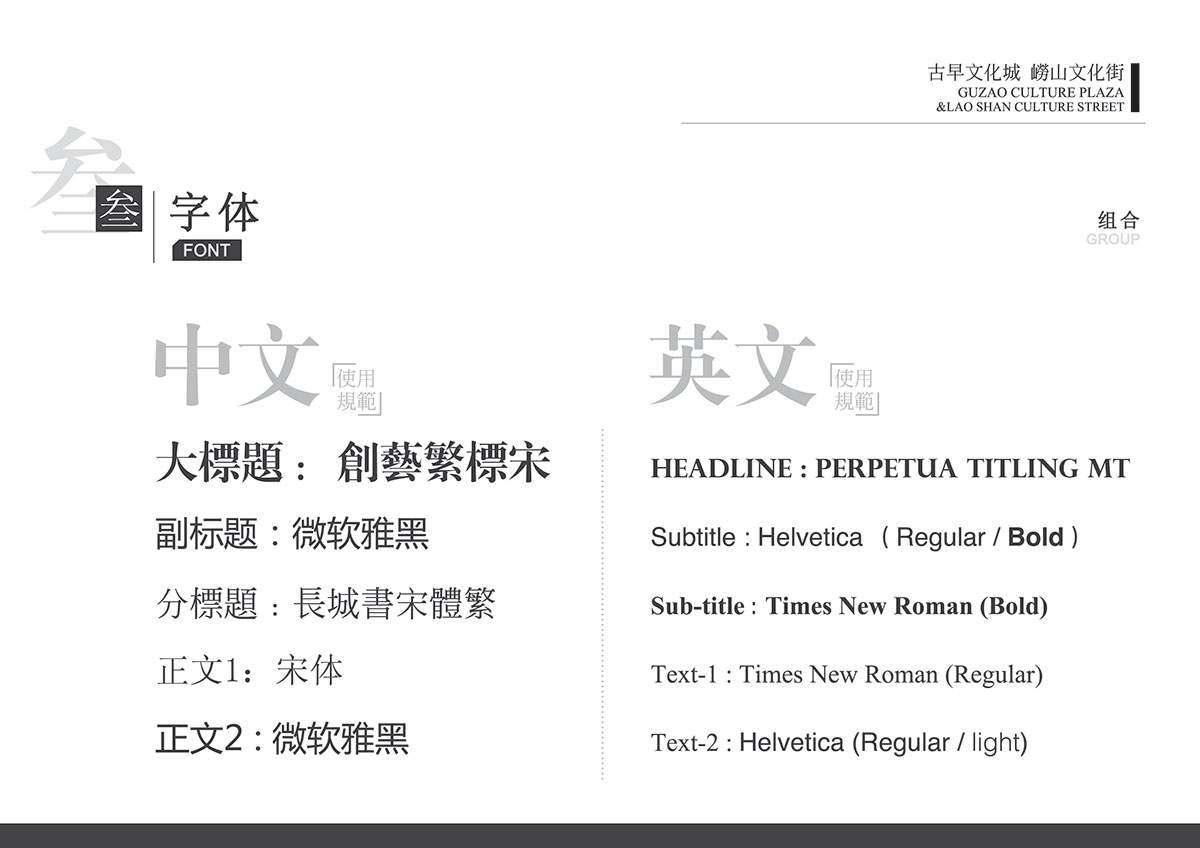 古早文化城 嶗山文化街
GUZAO CULTURE PLAZA
&LAO SHAN CULTURE STREET
叁
叁
字体
FONT
组合
GROUP
中文
使用
規範
大標題： 創藝繁標宋
副标题：微软雅黑
分標題：長城書宋體繁
正文1：宋体
正文2：微软雅黑
英文
使用
規範
HEADLINE : PERPETUA TITLING MT
Subtitle : Helvetica （ Regular / Bold ）
Sub-title : Times New Roman (Bold)
Text-1 : Times New Roman (Regular)
Text-2 : Helvetica (Regular / light)